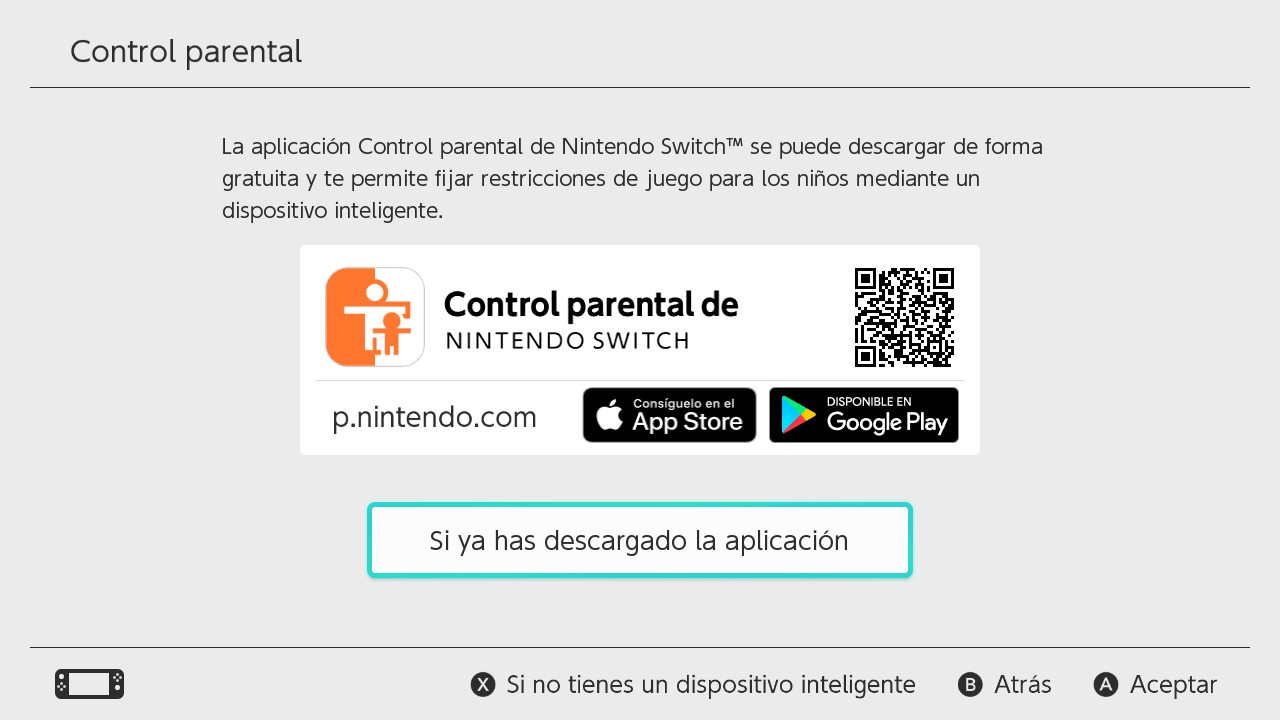 Control parental
La aplicación Control parental de Nintendo Switch™ se puede descargar de forma
gratuita y te permite fijar restricciones de juego para los niños mediante un
dispositivo inteligente.
Control parental de
NINTENDO SWITCH
p.nintendo.com
Consíguelo en el
App Store
DISPONIBLE EN
Google Play
Si ya has descargado la aplicación
X Si no tienes un dispositivo inteligente B Atrás A Aceptar